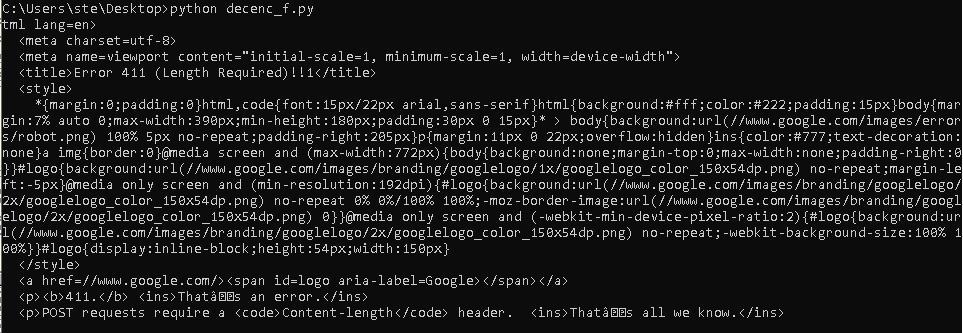 C:\Users\ste\Desktop>python decenc_f.py
tml lang=en>
  <meta charset=utf-8>
  <meta name=viewport content="initial-scale=1, minimum-scale=1, width=device-width">
  <title>Error 411 (Length Required)!!1</title>
  <style>
    *{margin:0;padding:0}html,code{font:15px/22px arial,sans-serif}html{background:#fff;color:#222;padding:15px}body{mar
gin:7% auto 0;max-width:390px;min-height:180px;padding:30px 0 15px}* > body{background:url(//www.google.com/images/error
s/robot.png) 100% 5px no-repeat;padding-right:205px}p{margin:11px 0 22px;overflow:hidden}ins{color:#777;text-decoration:
none}a img{border:0}@media screen and (max-width:772px){body{background:none;margin-top:0;max-width:none;padding-right:0
}}#logo{background:url(//www.google.com/images/branding/googlelogo/1x/googlelogo_color_150x54dp.png) no-repeat;margin-le
ft:-5px}@media only screen and (min-resolution:192dpi){#logo{background:url(//www.google.com/images/branding/googlelogo/
2x/googlelogo_color_150x54dp.png) no-repeat 0% 0%/100% 100%;-moz-border-image:url(//www.google.com/images/branding/googl
elogo/2x/googlelogo_color_150x54dp.png) 0}}@media only screen and (-webkit-min-device-pixel-ratio:2){#logo{background:ur
l(//www.google.com/images/branding/googlelogo/2x/googlelogo_color_150x54dp.png) no-repeat;-webkit-background-size:100% 1
00%}}#logo{display:inline-block;height:54px;width:150px}
  </style>
  <a href=//www.google.com/><span id=logo aria-label=Google></span></a>
  <p><b>411.</b> <ins>Thatâ��s an error.</ins>
  <p>POST requests require a <code>Content-length</code> header.  <ins>Thatâ��s all we know.</ins>